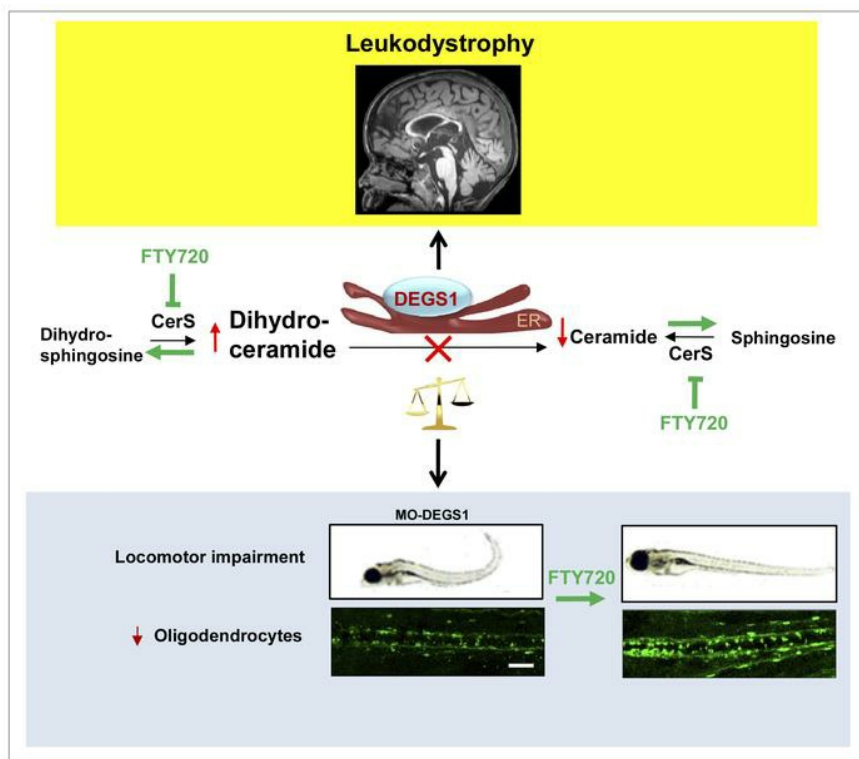 Leukodystrophy
FTY720
CerS
Dihydro-
sphingosine
Dihydro-
ceramide
DEGS1
ER
Ceramide
CerS
Sphingosine
FTY720
MO-DEGS1
Locomotor impairment
FTY720
Oligodendrocytes